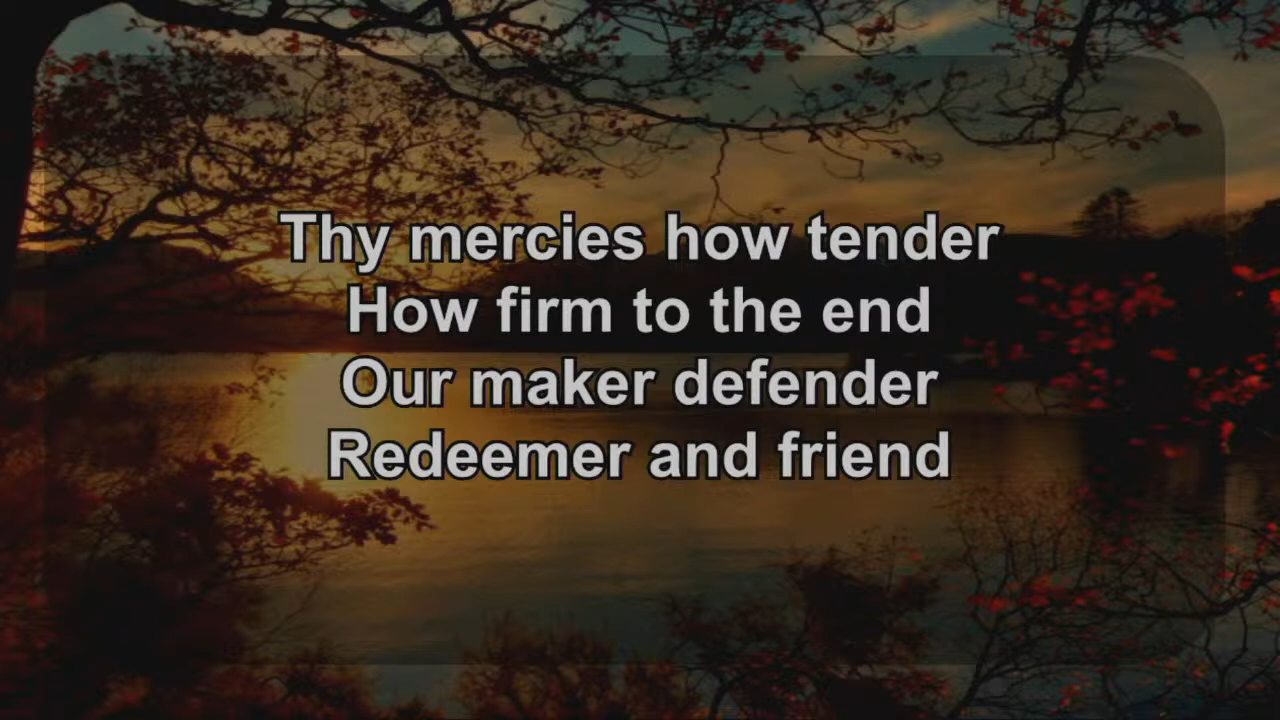 Thy mercies how tender
How firm to the end
Our maker defender
Redeemer and friend